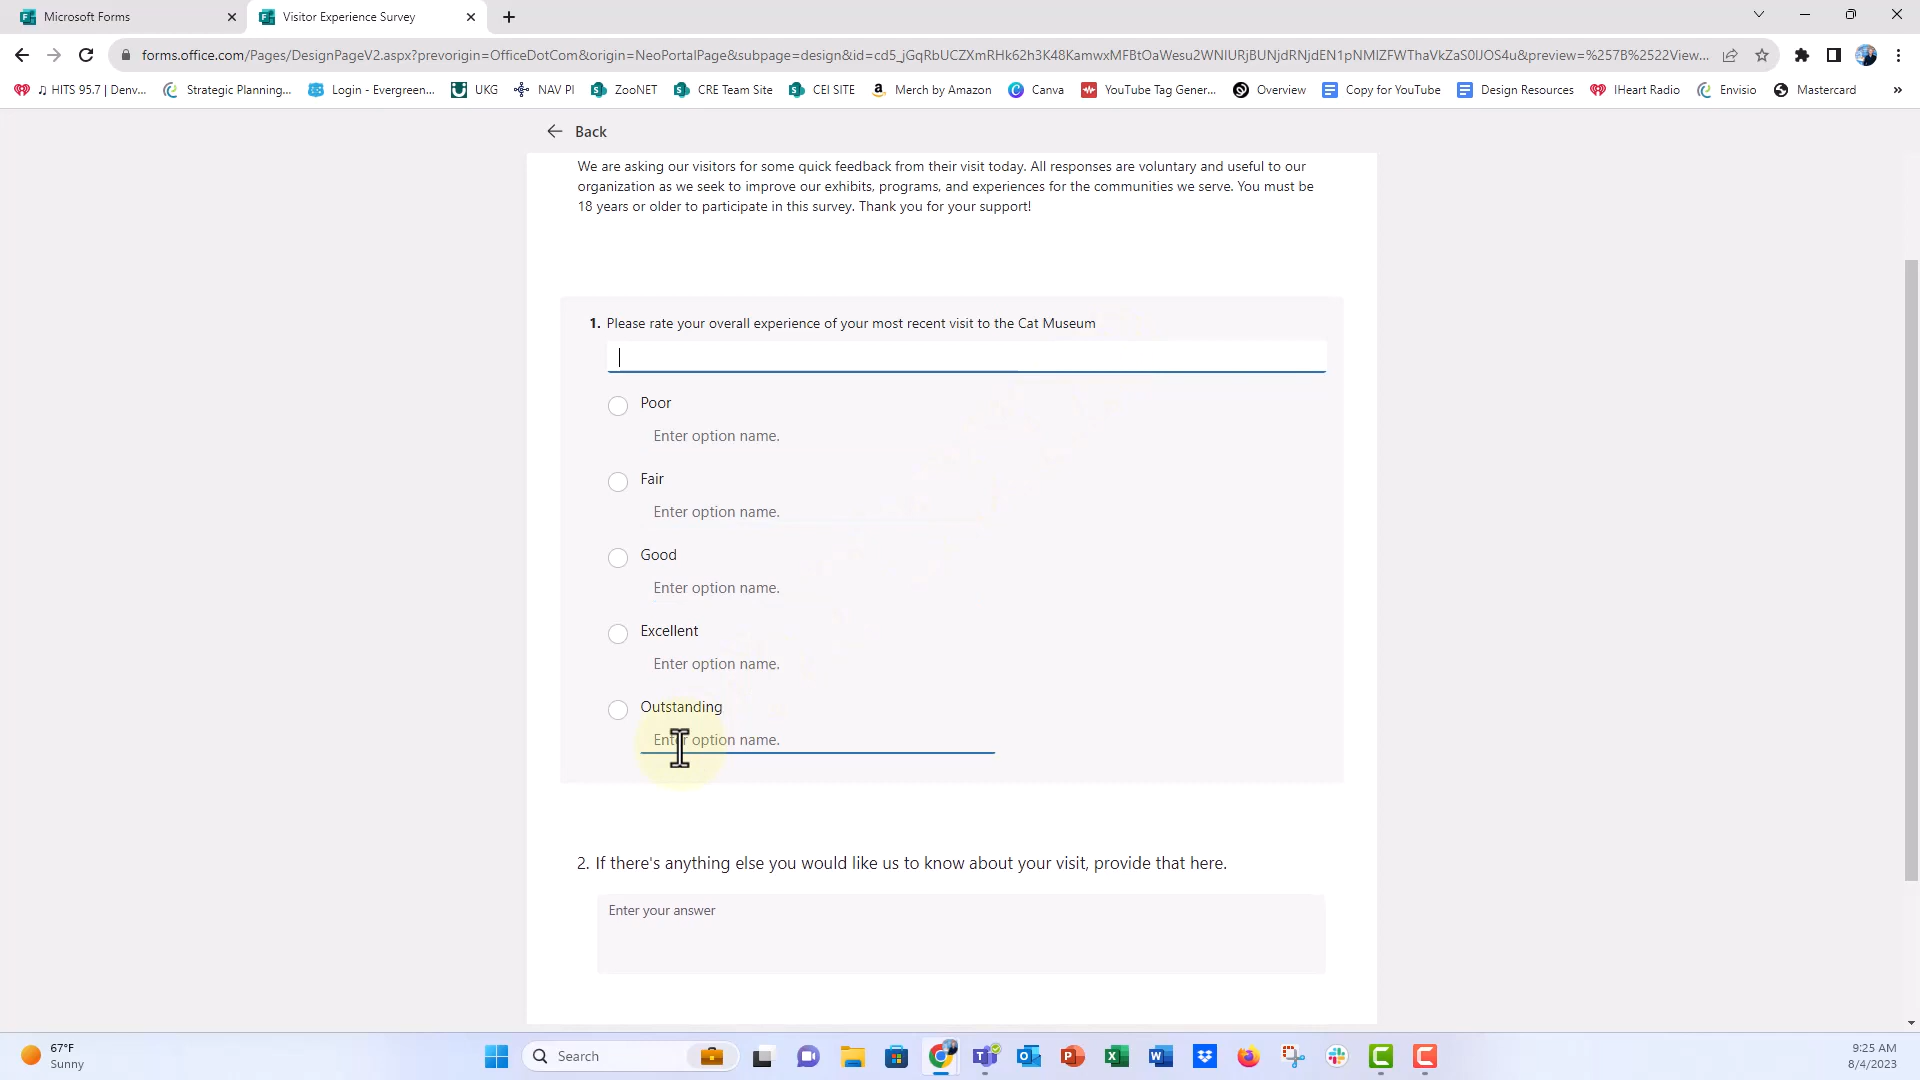 Microsoft Forms
Visitor Experience Survey
forms.office.com/Pages/DesignPageV2.aspx?prevorigin=OfficeDotCom&origin=NeoPortalPage&subpage=design&id=cd5_jGqRbUCZXmRHk62h3K48KamwxMFBtOaWesu2WNlURjBUNjdRNjdEN1pNMlZFWThaVkZaS0lJOS4u&preview=%257B%2522View...
♫ HITS 95.7 | Denv...
Strategic Planning...
Login - Evergreen...
UKG
NAV PI
ZooNET
CRE Team Site
CEI SITE
Merch by Amazon
Canva
YouTube Tag Gener...
Overview
Copy for YouTube
Design Resources
IHeart Radio
Envisio
Mastercard
»
Back
We are asking our visitors for some quick feedback from their visit today. All responses are voluntary and useful to our
organization as we seek to improve our exhibits, programs, and experiences for the communities we serve. You must be
18 years or older to participate in this survey. Thank you for your support!
1. Please rate your overall experience of your most recent visit to the Cat Museum
Poor
Enter option name.
Fair
Enter option name.
Good
Enter option name.
Excellent
Enter option name.
Outstanding
Enter option name.
2. If there's anything else you would like us to know about your visit, provide that here.
Enter your answer
67°F
Sunny
Search
9:25 AM
8/4/2023